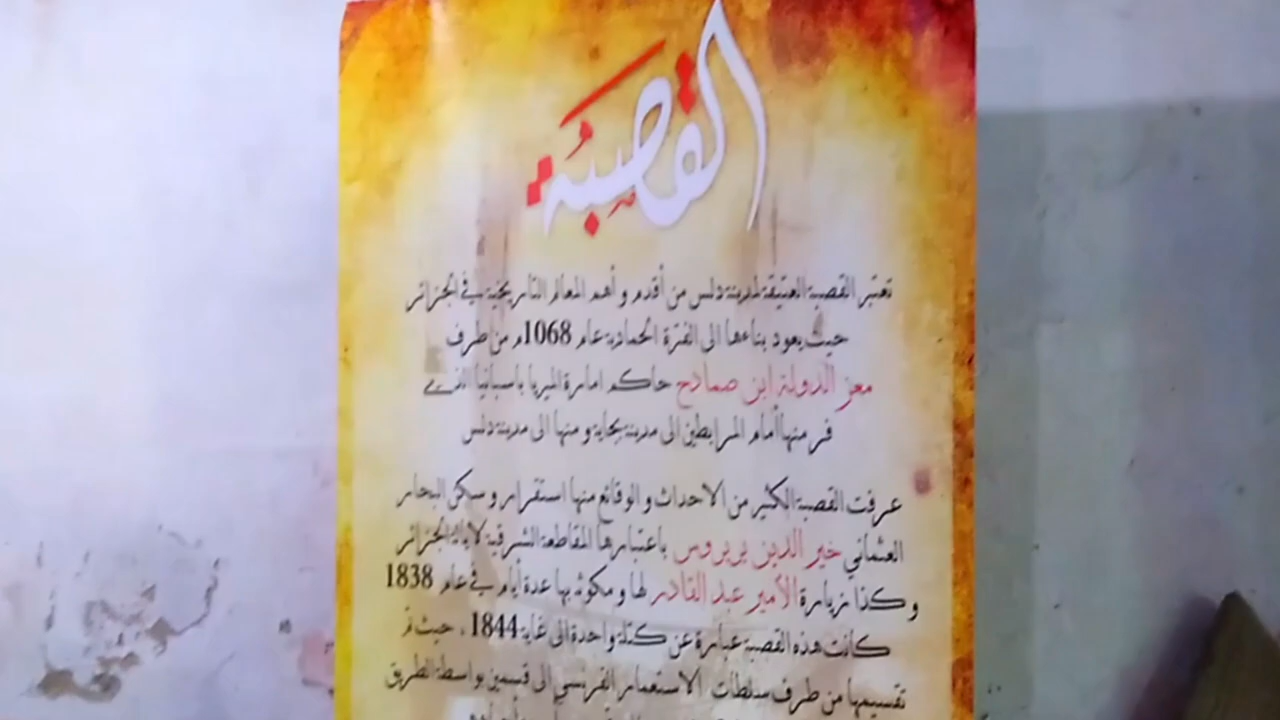 القصبة
تعتبر القصبة العتيقة لمدينة دلس من أقدم و أهم المعالم التاريخية في الجزائر
حيث يعود بناءها الى الفترة الحمادية عام 1068م من طرف
معز الدولة ابن صمادح حاكم امارة الميريا باسبانيا الذي
فر منها أمام المرابطين الى مدينة بجاية و منها الى مدينة دلس
عرفت القصبة الكثير من الاحداث و الوقائع منها استقرار و سكن البحار
العثماني خير الدين بربروس باعتبارها المقاطعة الشرقية لايالة الجزائر
و كذا زيارة الأمير عبد القادر لها و مكوثه بها عدة أيام في عام 1838
كانت هذه القصبة عبارة عن كتلة واحدة الى غاية 1844 ، حيث تم
تقسيمها من طرف سلطات الاستعمار الفرنسي الى قسمين بواسطة الطريق